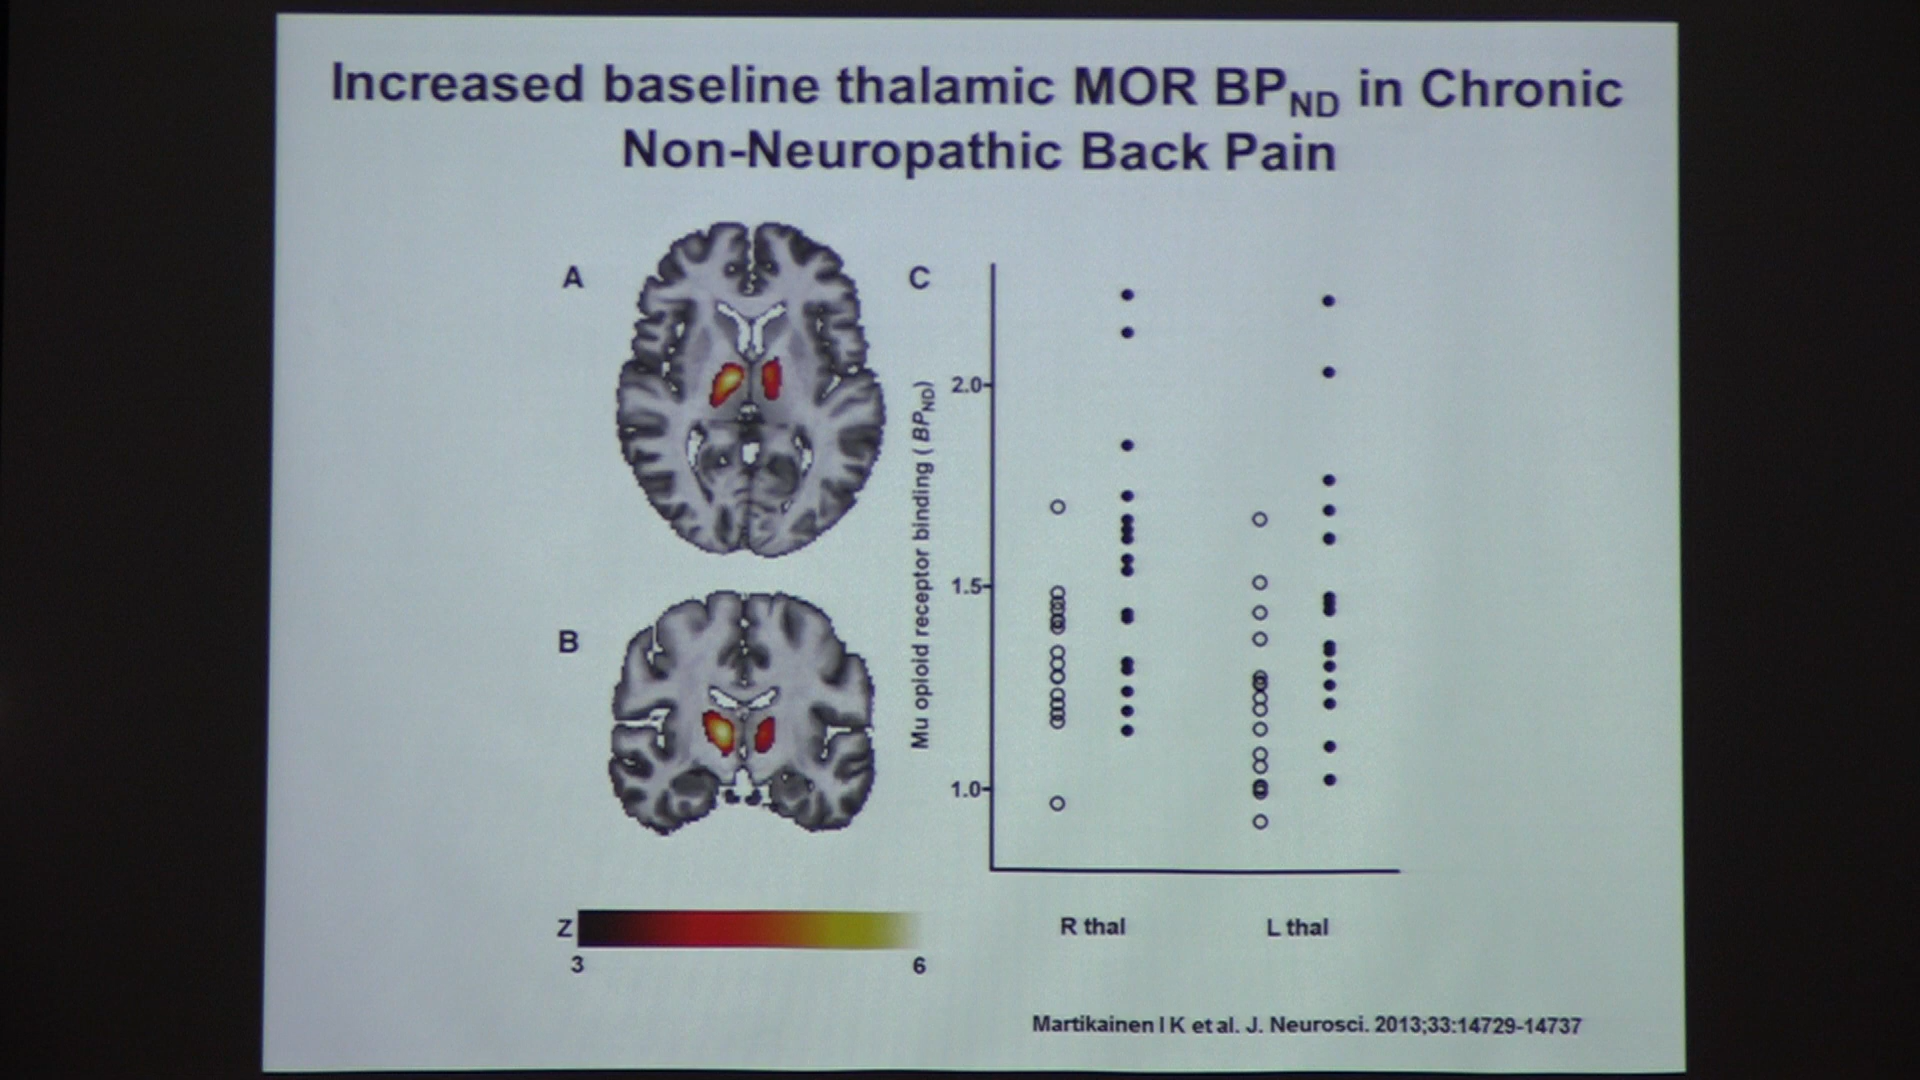 Increased baseline thalamic MOR BPND in Chronic
Non-Neuropathic Back Pain
A
B
Z
3
6
C
Mu opioid receptor binding (BPND)
2.0
1.5
1.0
R thal
L thal
Martikainen I K et al. J. Neurosci. 2013;33:14729-14737